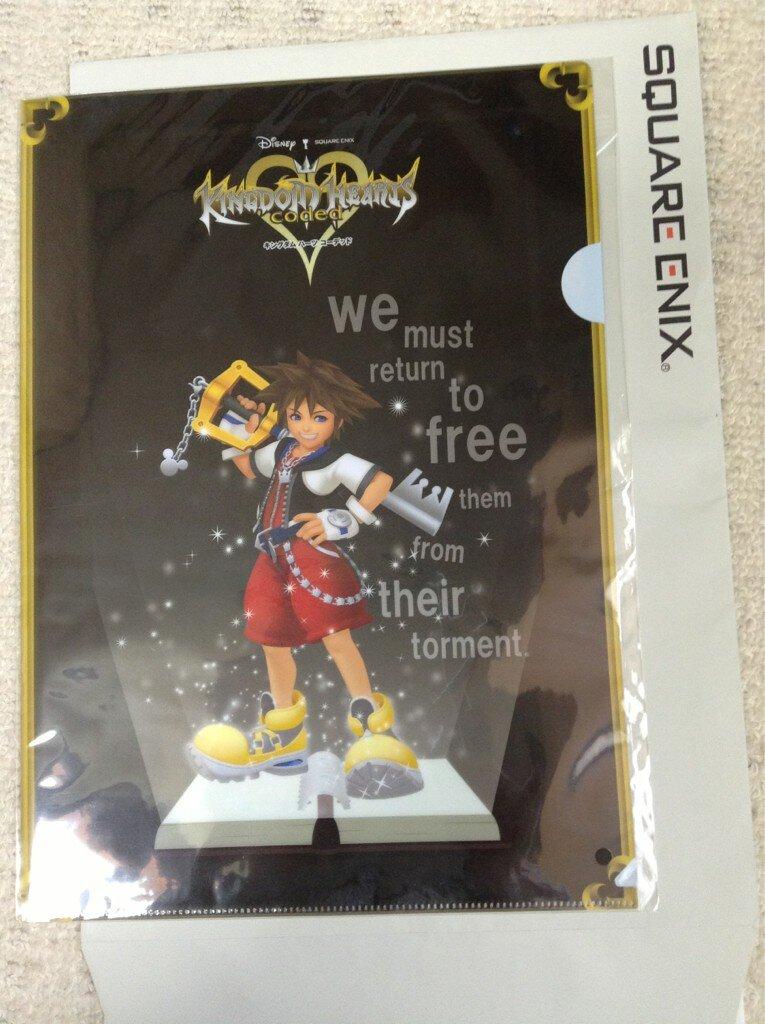 Disney SQUARE ENIX
KINGDOM HEARTS
coded
キングダム ハーツ コーデッド
we
must
return
to
free
them
from
their
torment.
SQUARE ENIX®